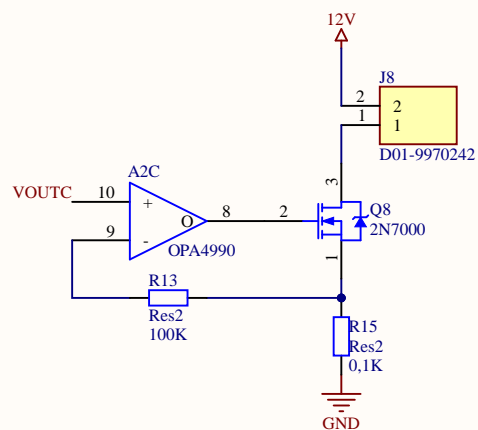 12V
J8
2
2
1
1
D01-9970242
A2C
VOUTC
10
+
3
O
8
2
Q8
2N7000
9
-
OPA4990
1
R13
Res2
100K
R15
Res2
0,1K
GND